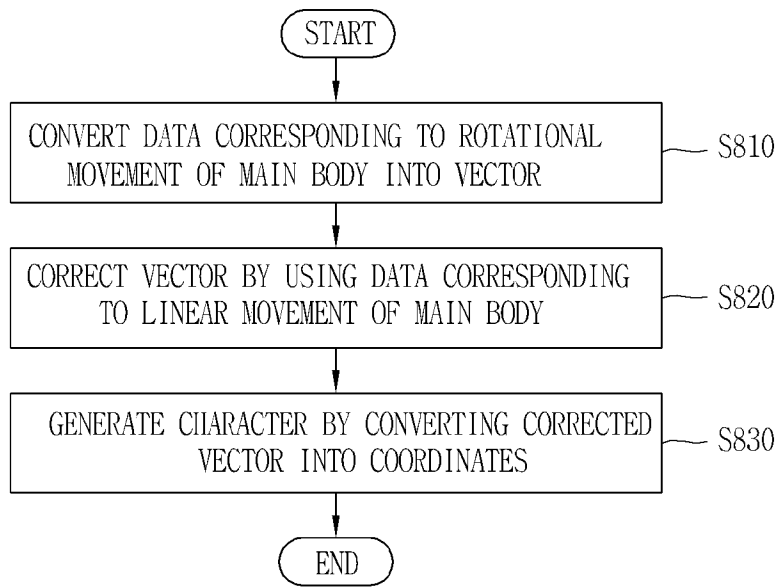 START
CONVERT DATA CORRESPONDING TO ROTATIONAL
MOVEMENT OF MAIN BODY INTO VECTOR
S810
CORRECT VECTOR BY USING DATA CORRESPONDING
TO LINEAR MOVEMENT OF MAIN BODY
S820
GENERATE CHARACTER BY CONVERTING CORRECTED
VECTOR INTO COORDINATES
S830
END